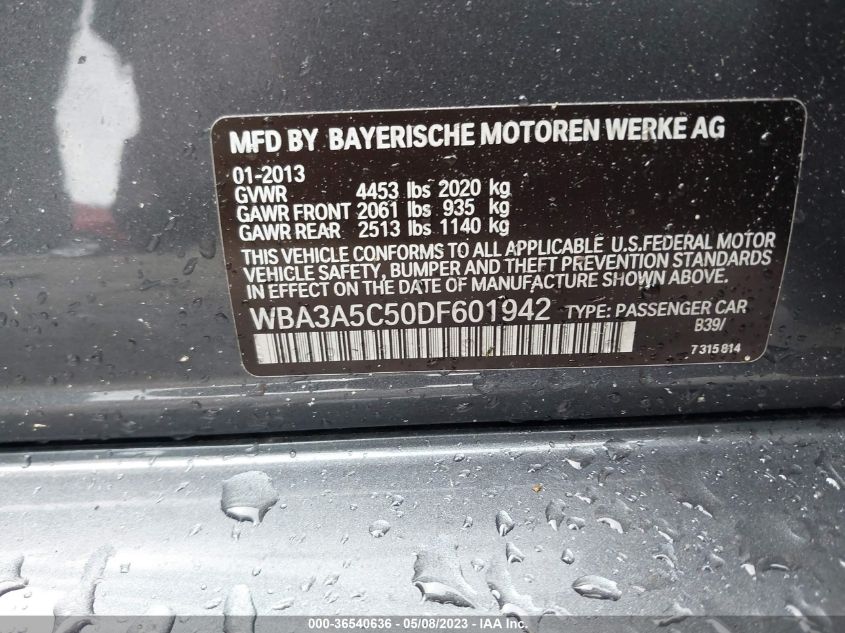 MFD BY BAYERISCHE MOTOREN WERKE AG
01-2013
GVWR 4453 lbs 2020 kg
GAWR FRONT 2061 lbs 935 kg
GAWR REAR 2513 lbs 1140 kg
THIS VEHICLE CONFORMS TO ALL APPLICABLE U.S.FEDERAL MOTOR
VEHICLE SAFETY, BUMPER AND THEFT PREVENTION STANDARDS
IN EFFECT ON THE DATE OF MANUFACTURE SHOWN ABOVE.
WBA3A5C50DF601942 TYPE: PASSENGER CAR
B39/
7 315 814
000-36540636 - 05/08/2023 - IAA Inc.